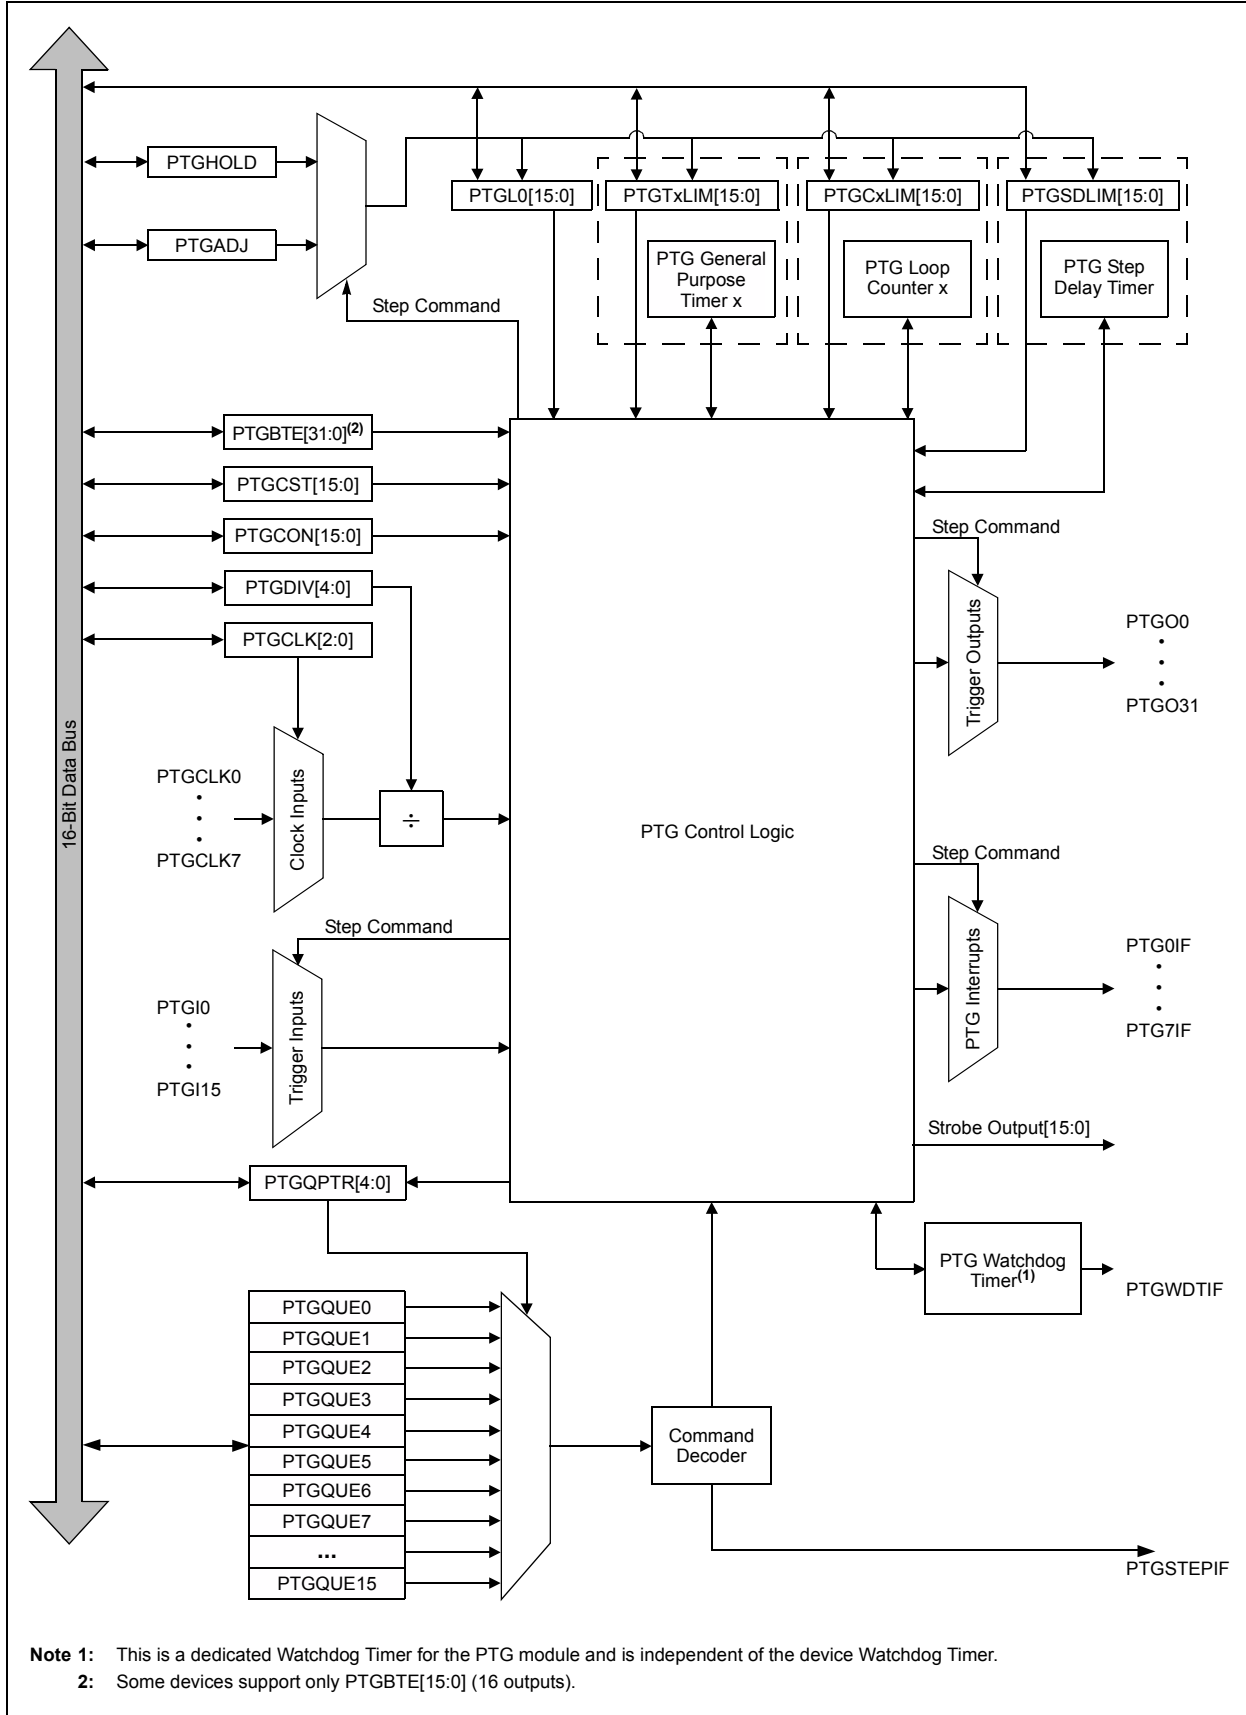 PTGHOLD
PTGADJ
PTGL0[15:0]
PTGTxLIM[15:0]
PTGCxLIM[15:0]
PTGSDLIM[15:0]
PTG General
Purpose
Timer x
PTG Loop
Counter x
PTG Step
Delay Timer
Step Command
PTGBTE[31:0](2)
PTGCST[15:0]
PTGCON[15:0]
PTGDIV[4:0]
PTGCLK[2:0]
16-Bit Data Bus
PTGCLK0
•
•
•
PTGCLK7
Clock Inputs
÷
PTG Control Logic
Step Command
Trigger Outputs
PTGO0
•
•
•
PTGO31
Step Command
PTG Interrupts
PTG0IF
•
•
•
PTG7IF
Step Command
PTGI0
•
•
•
PTGI15
Trigger Inputs
Strobe Output[15:0]
PTGQPTR[4:0]
PTG Watchdog
Timer(1)
PTGWDTIF
PTGQUE0
PTGQUE1
PTGQUE2
PTGQUE3
PTGQUE4
PTGQUE5
PTGQUE6
PTGQUE7
...
PTGQUE15
Command
Decoder
PTGSTEPIF
Note 1: This is a dedicated Watchdog Timer for the PTG module and is independent of the device Watchdog Timer.
2: Some devices support only PTGBTE[15:0] (16 outputs).